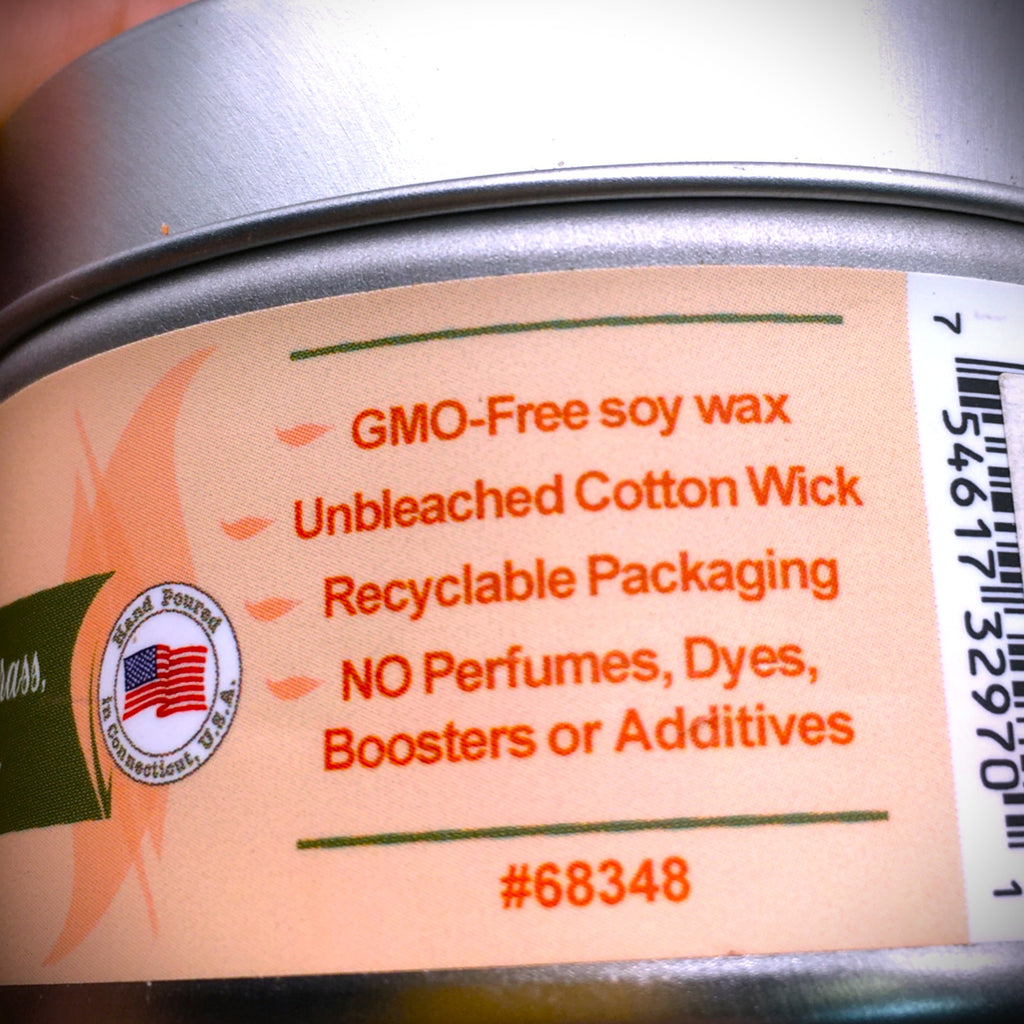 GMO-Free soy wax
Unbleached Cotton Wick
Recyclable Packaging
NO Perfumes, Dyes,
Boosters or Additives
#68348
Hand Poured
in Connecticut, U.S.A.
7 54617 32970 1